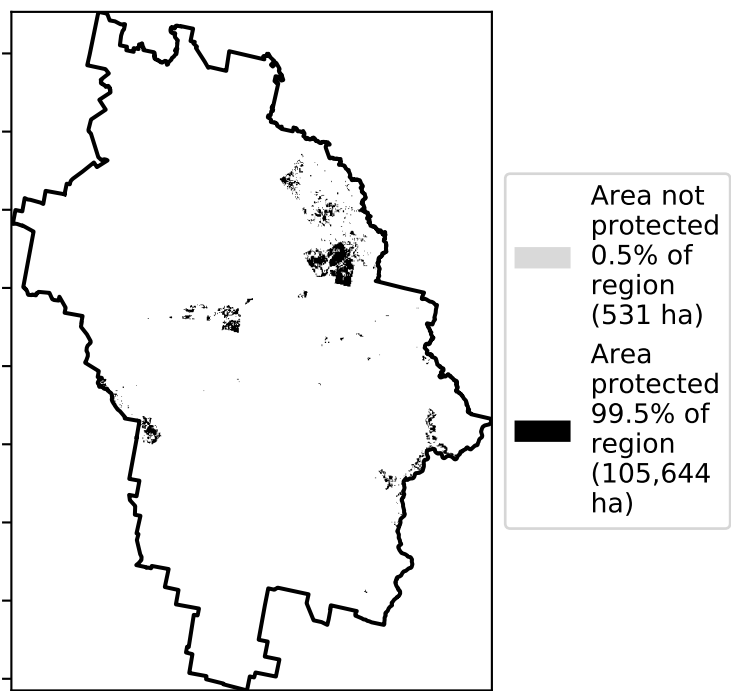 Area not
protected
0.5% of
region
(531 ha)
Area
protected
99.5% of
region
(105,644
ha)